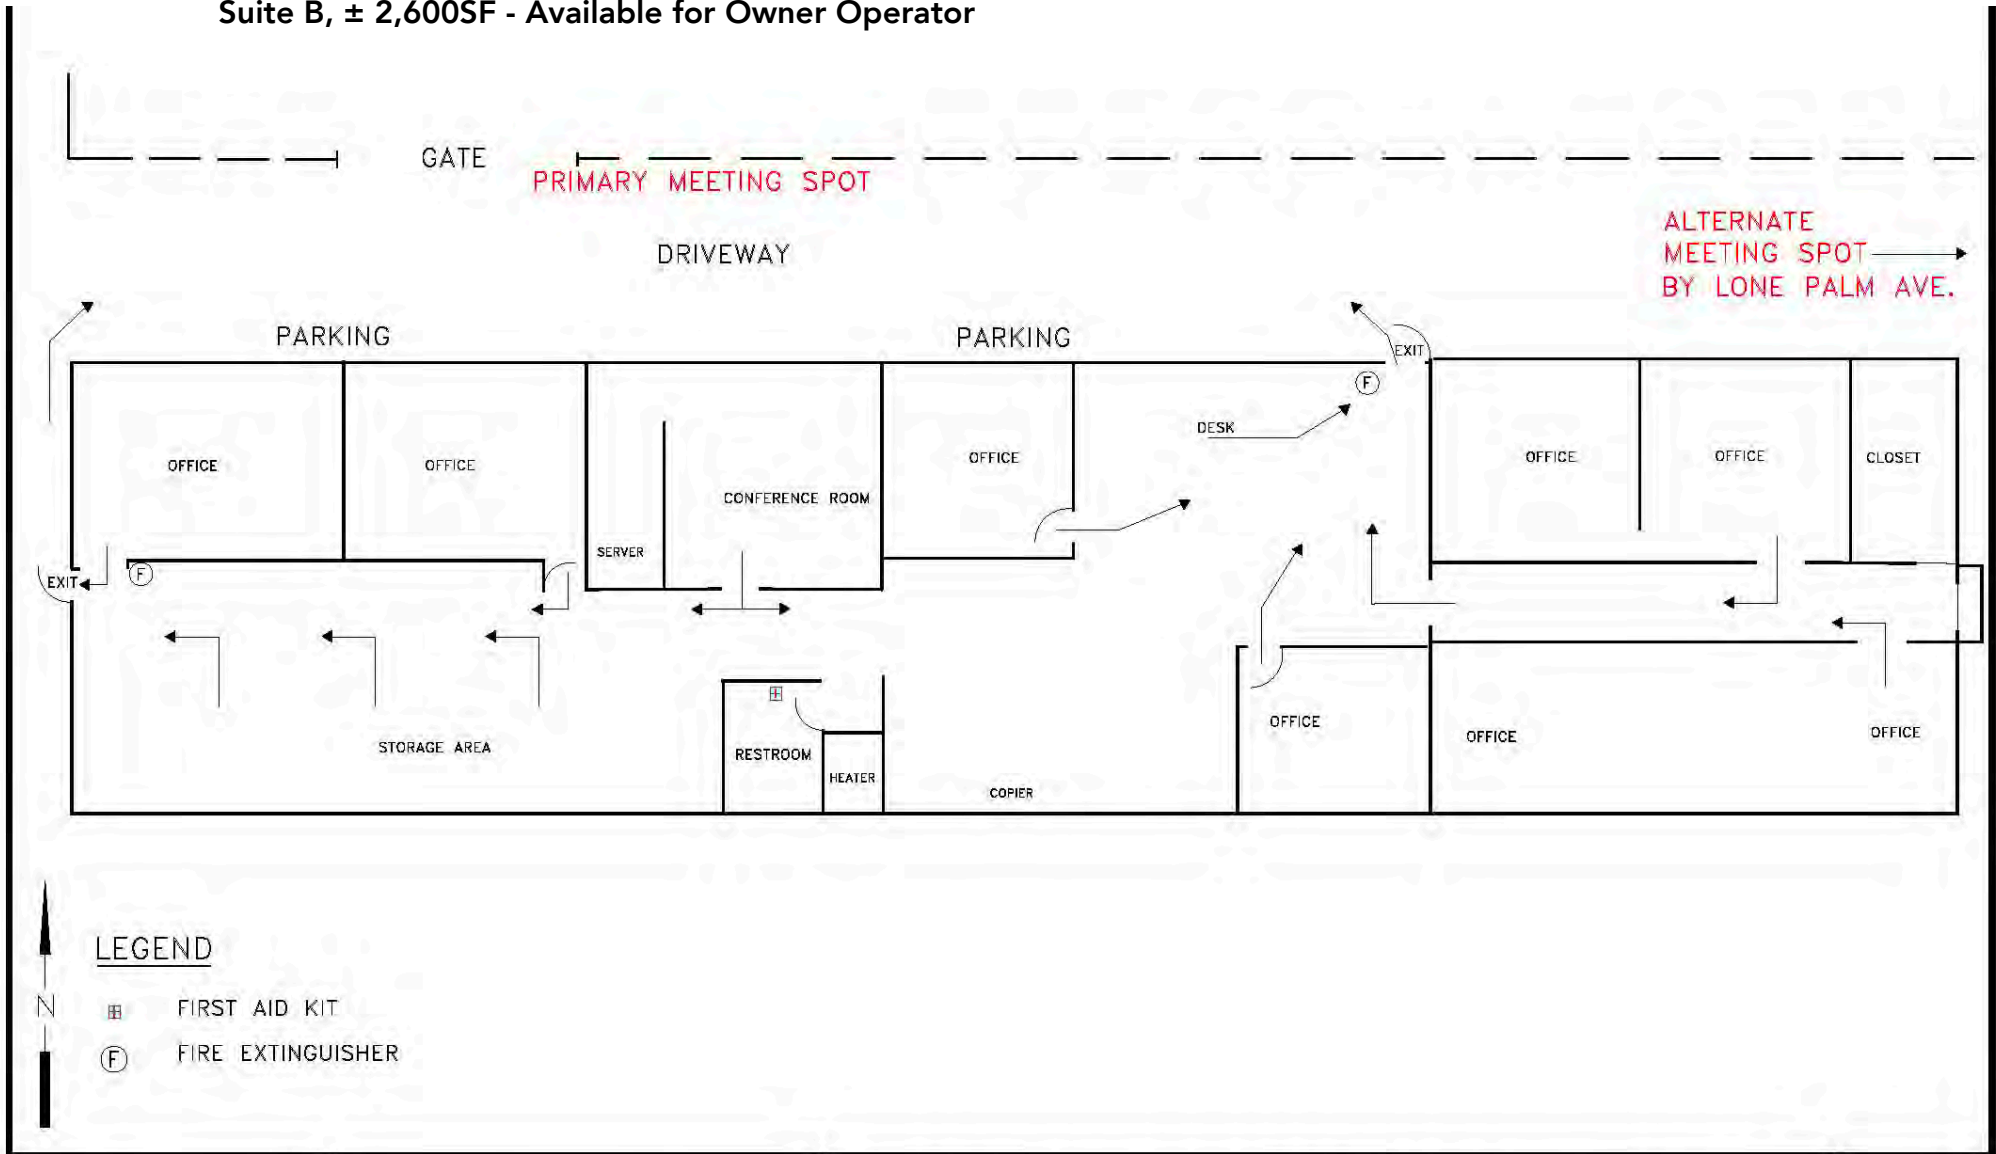 Suite B, ± 2,600SF - Available for Owner Operator
GATE
PRIMARY MEETING SPOT
DRIVEWAY
ALTERNATE
MEETING SPOT
BY LONE PALM AVE.
PARKING
PARKING
EXIT
F
DESK
OFFICE
OFFICE
OFFICE
OFFICE
OFFICE
CLOSET
CONFERENCE ROOM
SERVER
EXIT
F
STORAGE AREA
RESTROOM
HEATER
COPIER
OFFICE
OFFICE
OFFICE
LEGEND
N
FIRST AID KIT
F FIRE EXTINGUISHER